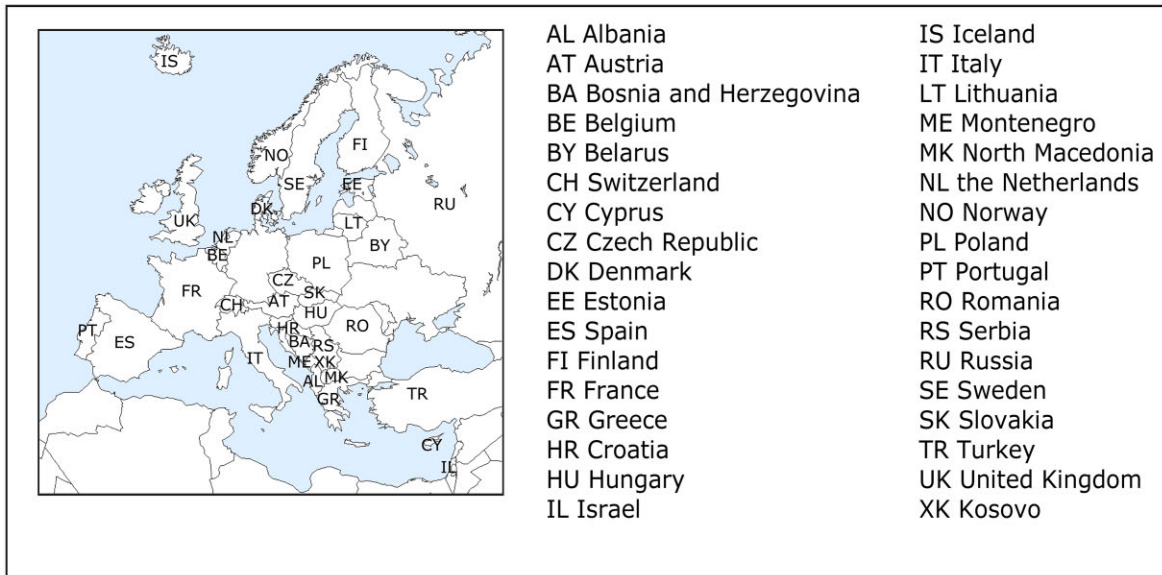 IS
NO
FI
SE
EE
RU
DK
LT
UK
BY
NL
BE
PL
CZ
FR
SK
AT
CH
HU
RO
HR
PT
BA
RS
ES
IT
ME
XK
AL
MK
TR
GR
CY
IL
AL Albania
AT Austria
BA Bosnia and Herzegovina
BE Belgium
BY Belarus
CH Switzerland
CY Cyprus
CZ Czech Republic
DK Denmark
EE Estonia
ES Spain
FI Finland
FR France
GR Greece
HR Croatia
HU Hungary
IL Israel
IS Iceland
IT Italy
LT Lithuania
ME Montenegro
MK North Macedonia
NL the Netherlands
NO Norway
PL Poland
PT Portugal
RO Romania
RS Serbia
RU Russia
SE Sweden
SK Slovakia
TR Turkey
UK United Kingdom
XK Kosovo